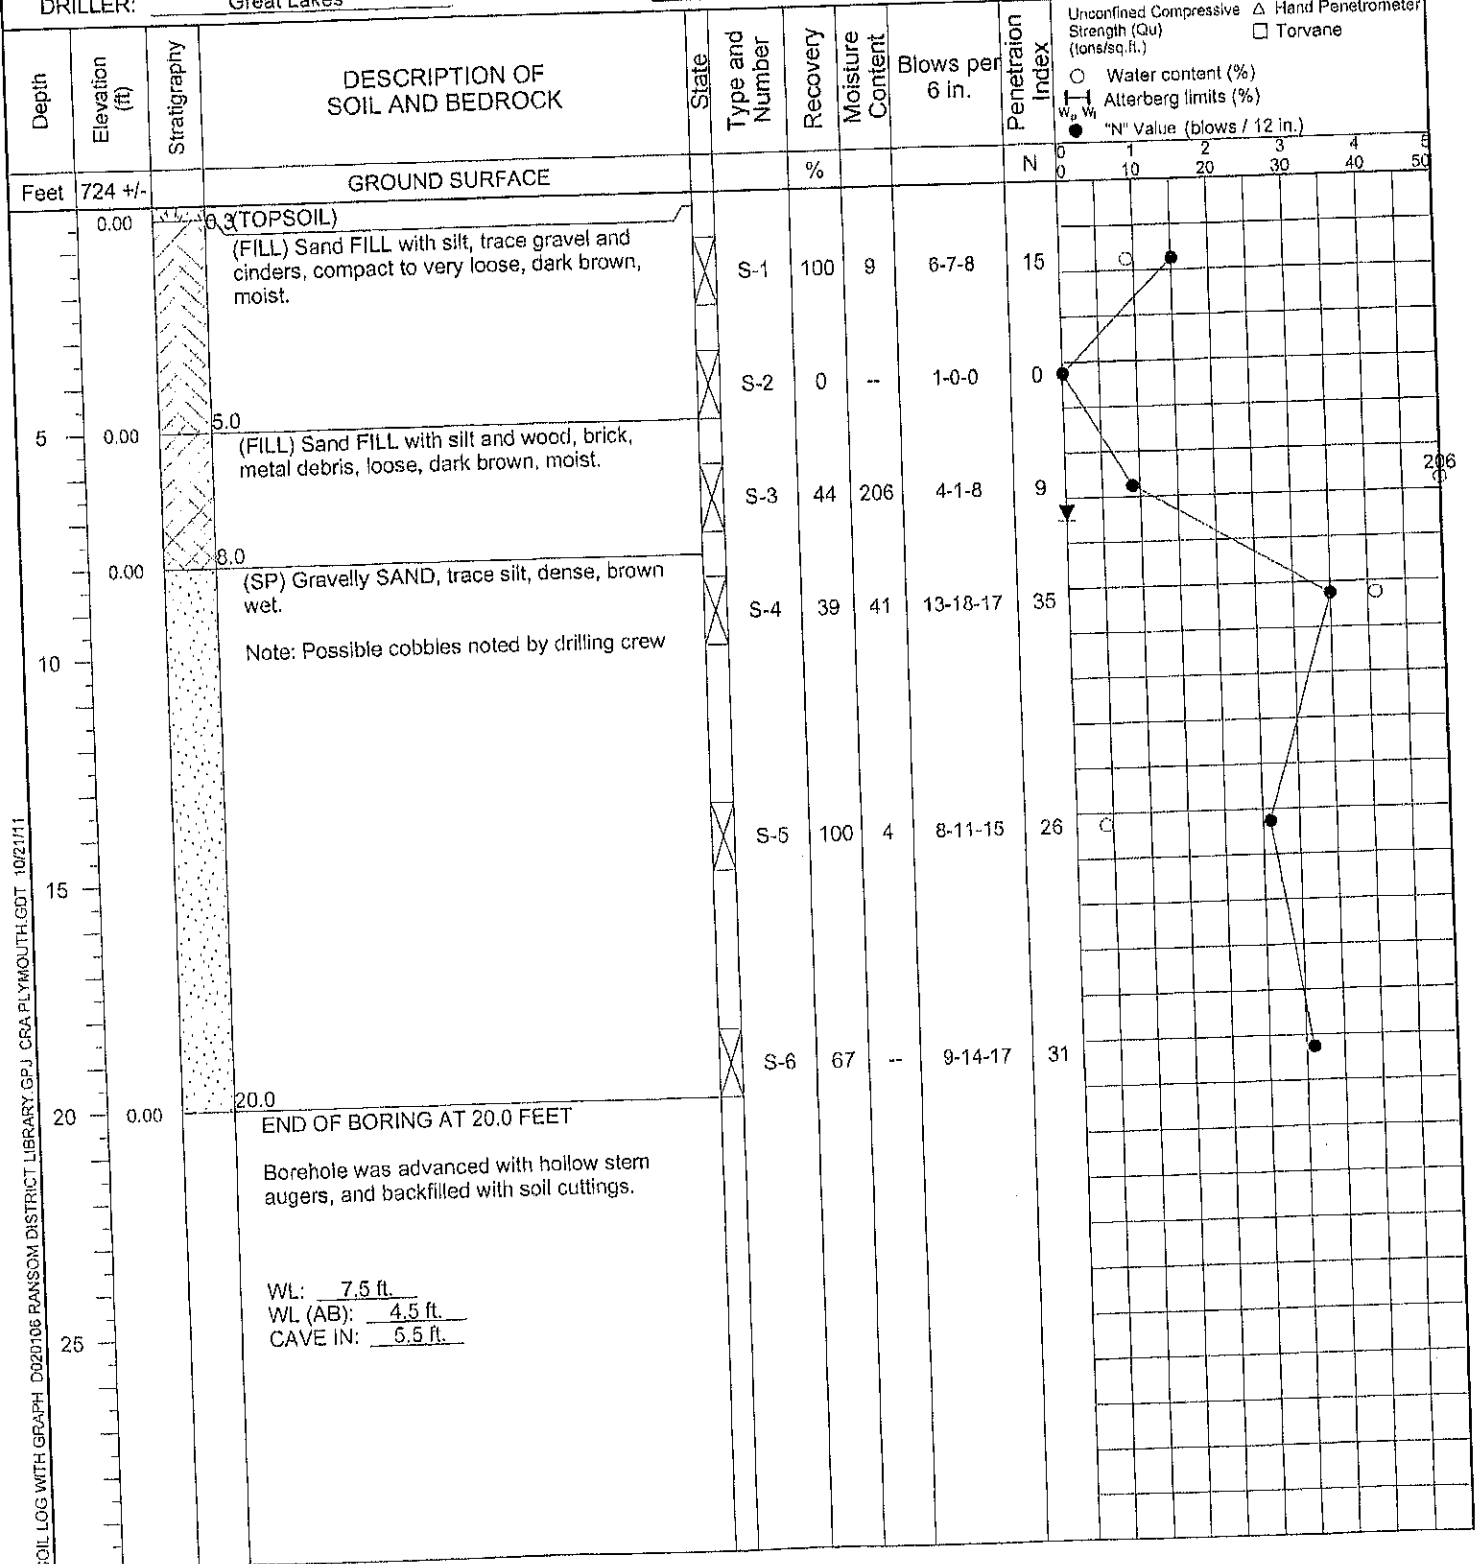 DRILLER: Great Lakes
Depth
Elevation (ft)
Stratigraphy
DESCRIPTION OF
SOIL AND BEDROCK
State
Type and Number
Recovery
Moisture Content
Blows per
6 in.
Penetraion Index
Unconfined Compressive △ Hand Penetrometer
Strength (Qu) □ Torvane
(tons/sq.ft.)
○ Water content (%)
Atterberg limits (%)
Wp Wl
● "N" Value (blows / 12 in.)
0 1 2 3 4 5
0 10 20 30 40 50
Feet 724 +/- GROUND SURFACE % N
0.00 0.3 (TOPSOIL)
(FILL) Sand FILL with silt, trace gravel and
cinders, compact to very loose, dark brown,
moist.
S-1 100 9 6-7-8 15
S-2 0 -- 1-0-0 0
5 0.00 5.0
(FILL) Sand FILL with silt and wood, brick,
metal debris, loose, dark brown, moist.
206
S-3 44 206 4-1-8 9
0.00 8.0
(SP) Gravelly SAND, trace silt, dense, brown
wet.
S-4 39 41 13-18-17 35
Note: Possible cobbles noted by drilling crew
10
S-5 100 4 8-11-15 26
15
S-6 67 -- 9-14-17 31
20 0.00 20.0
END OF BORING AT 20.0 FEET
Borehole was advanced with hollow stem
augers, and backfilled with soil cuttings.
WL: 7.5 ft.
WL (AB): 4.5 ft.
CAVE IN: 5.5 ft.
25
SOIL LOG WITH GRAPH D020106 RANSOM DISTRICT LIBRARY.GPJ CRA PLYMOUTH.GDT 10/21/11